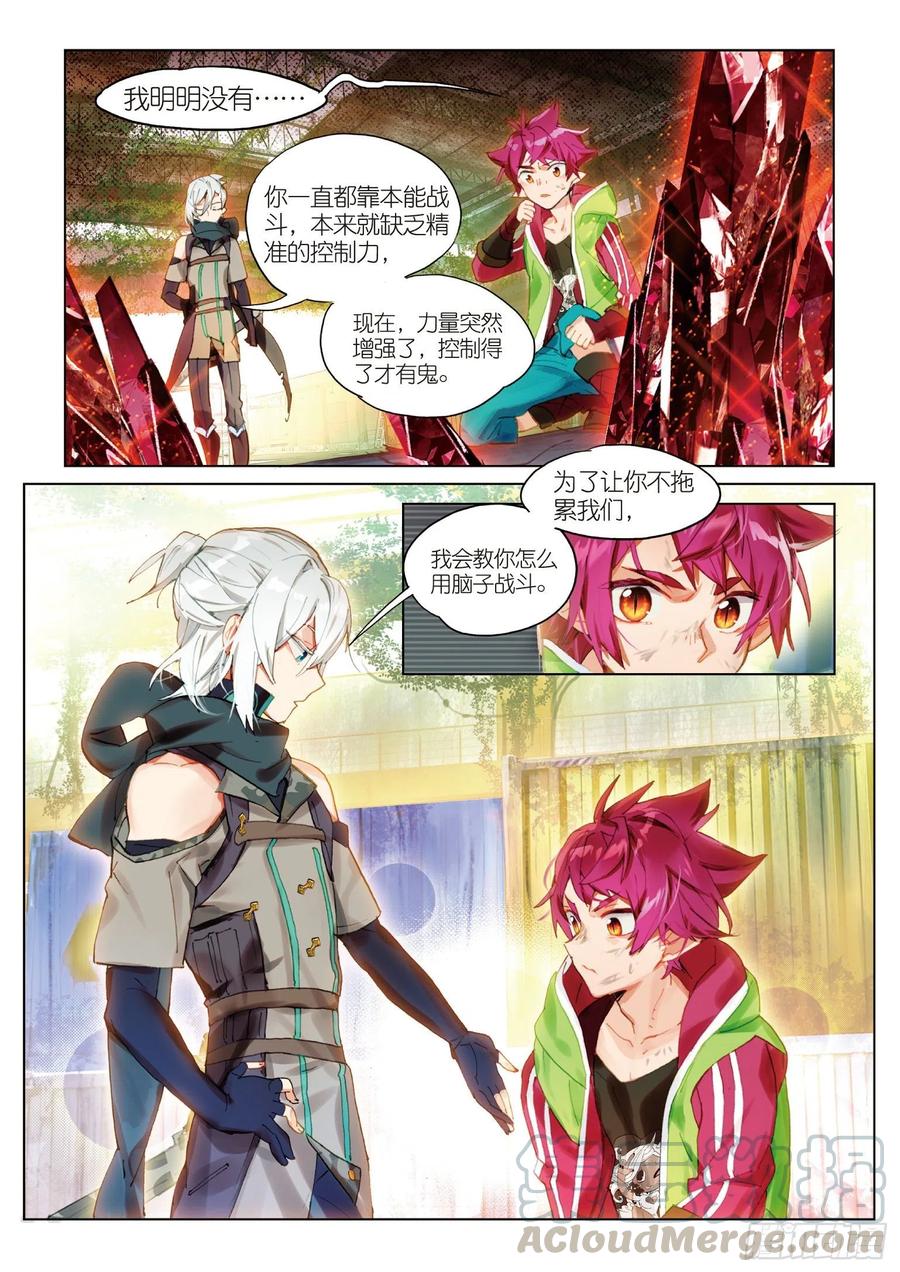 我明明没有……
你一直都靠本能战
斗，本来就缺乏精
准的控制力，
现在，力量突然
增强了，控制得
了才有鬼。
为了让你不拖
累我们，
我会教你怎么
用脑子战斗。
AcloudMerge.com